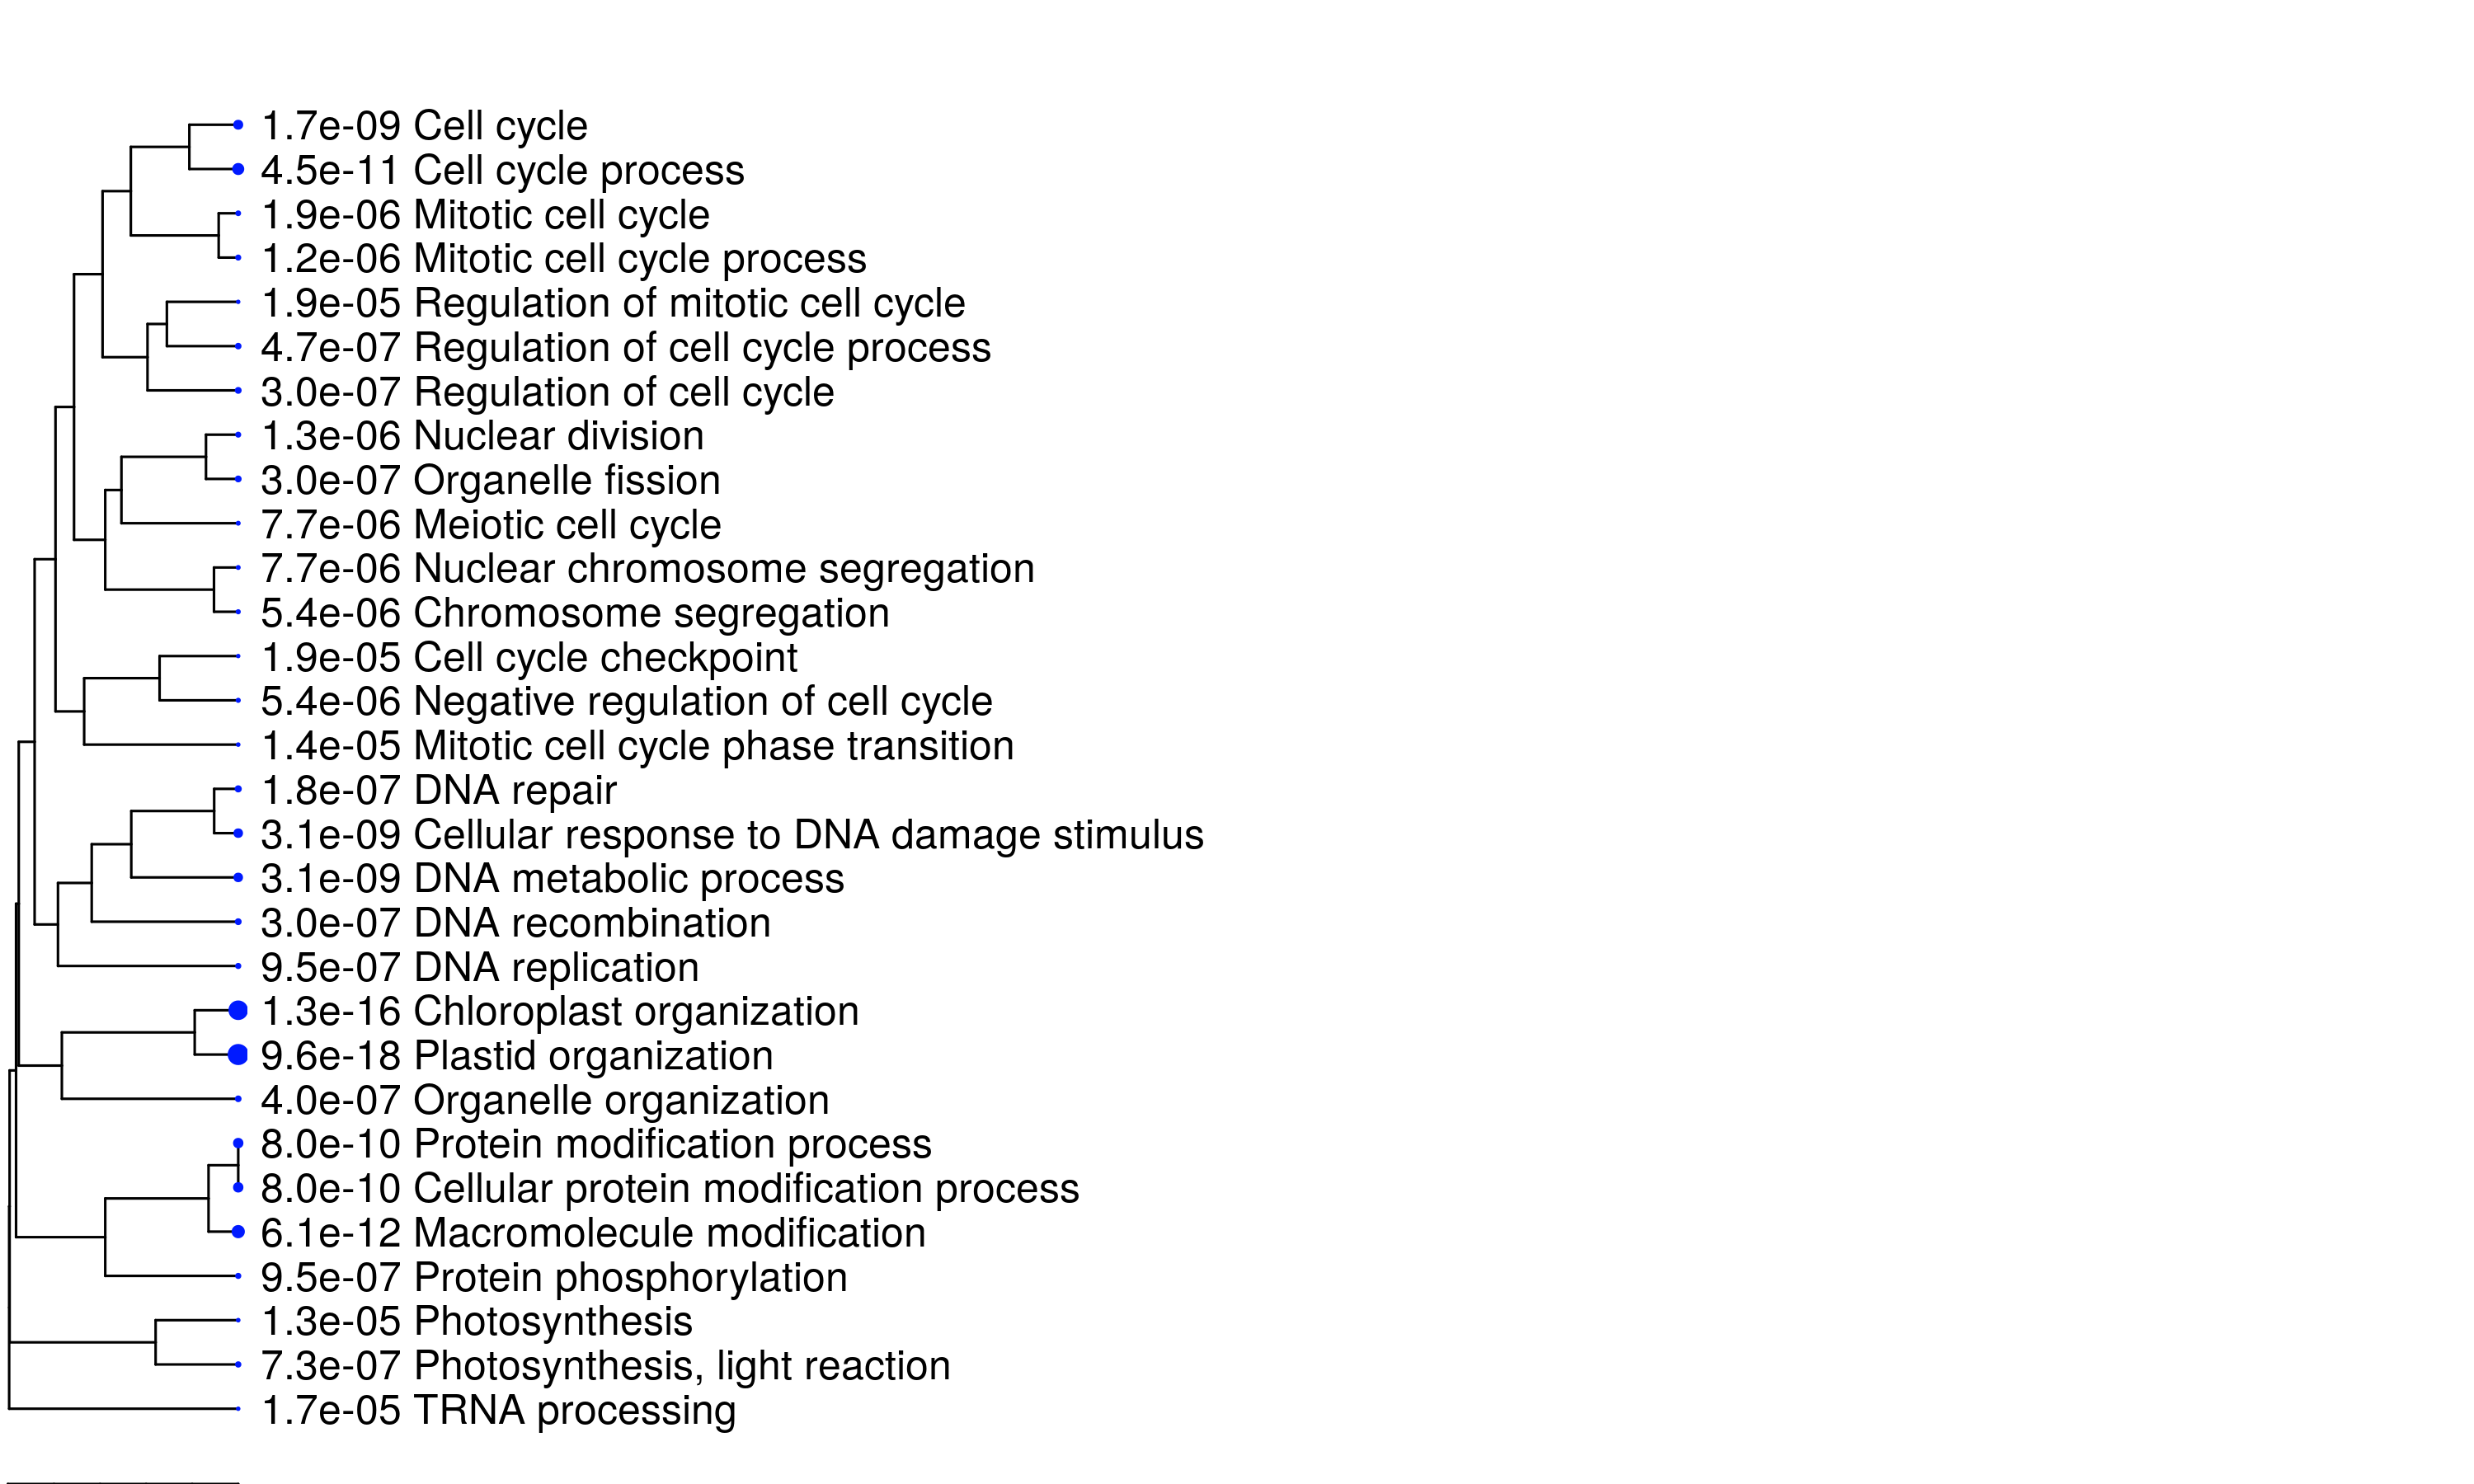 1.7e-09 Cell cycle
4.5e-11 Cell cycle process
1.9e-06 Mitotic cell cycle
1.2e-06 Mitotic cell cycle process
1.9e-05 Regulation of mitotic cell cycle
4.7e-07 Regulation of cell cycle process
3.0e-07 Regulation of cell cycle
1.3e-06 Nuclear division
3.0e-07 Organelle fission
7.7e-06 Meiotic cell cycle
7.7e-06 Nuclear chromosome segregation
5.4e-06 Chromosome segregation
1.9e-05 Cell cycle checkpoint
5.4e-06 Negative regulation of cell cycle
1.4e-05 Mitotic cell cycle phase transition
1.8e-07 DNA repair
3.1e-09 Cellular response to DNA damage stimulus
3.1e-09 DNA metabolic process
3.0e-07 DNA recombination
9.5e-07 DNA replication
1.3e-16 Chloroplast organization
9.6e-18 Plastid organization
4.0e-07 Organelle organization
8.0e-10 Protein modification process
8.0e-10 Cellular protein modification process
6.1e-12 Macromolecule modification
9.5e-07 Protein phosphorylation
1.3e-05 Photosynthesis
7.3e-07 Photosynthesis, light reaction
1.7e-05 TRNA processing